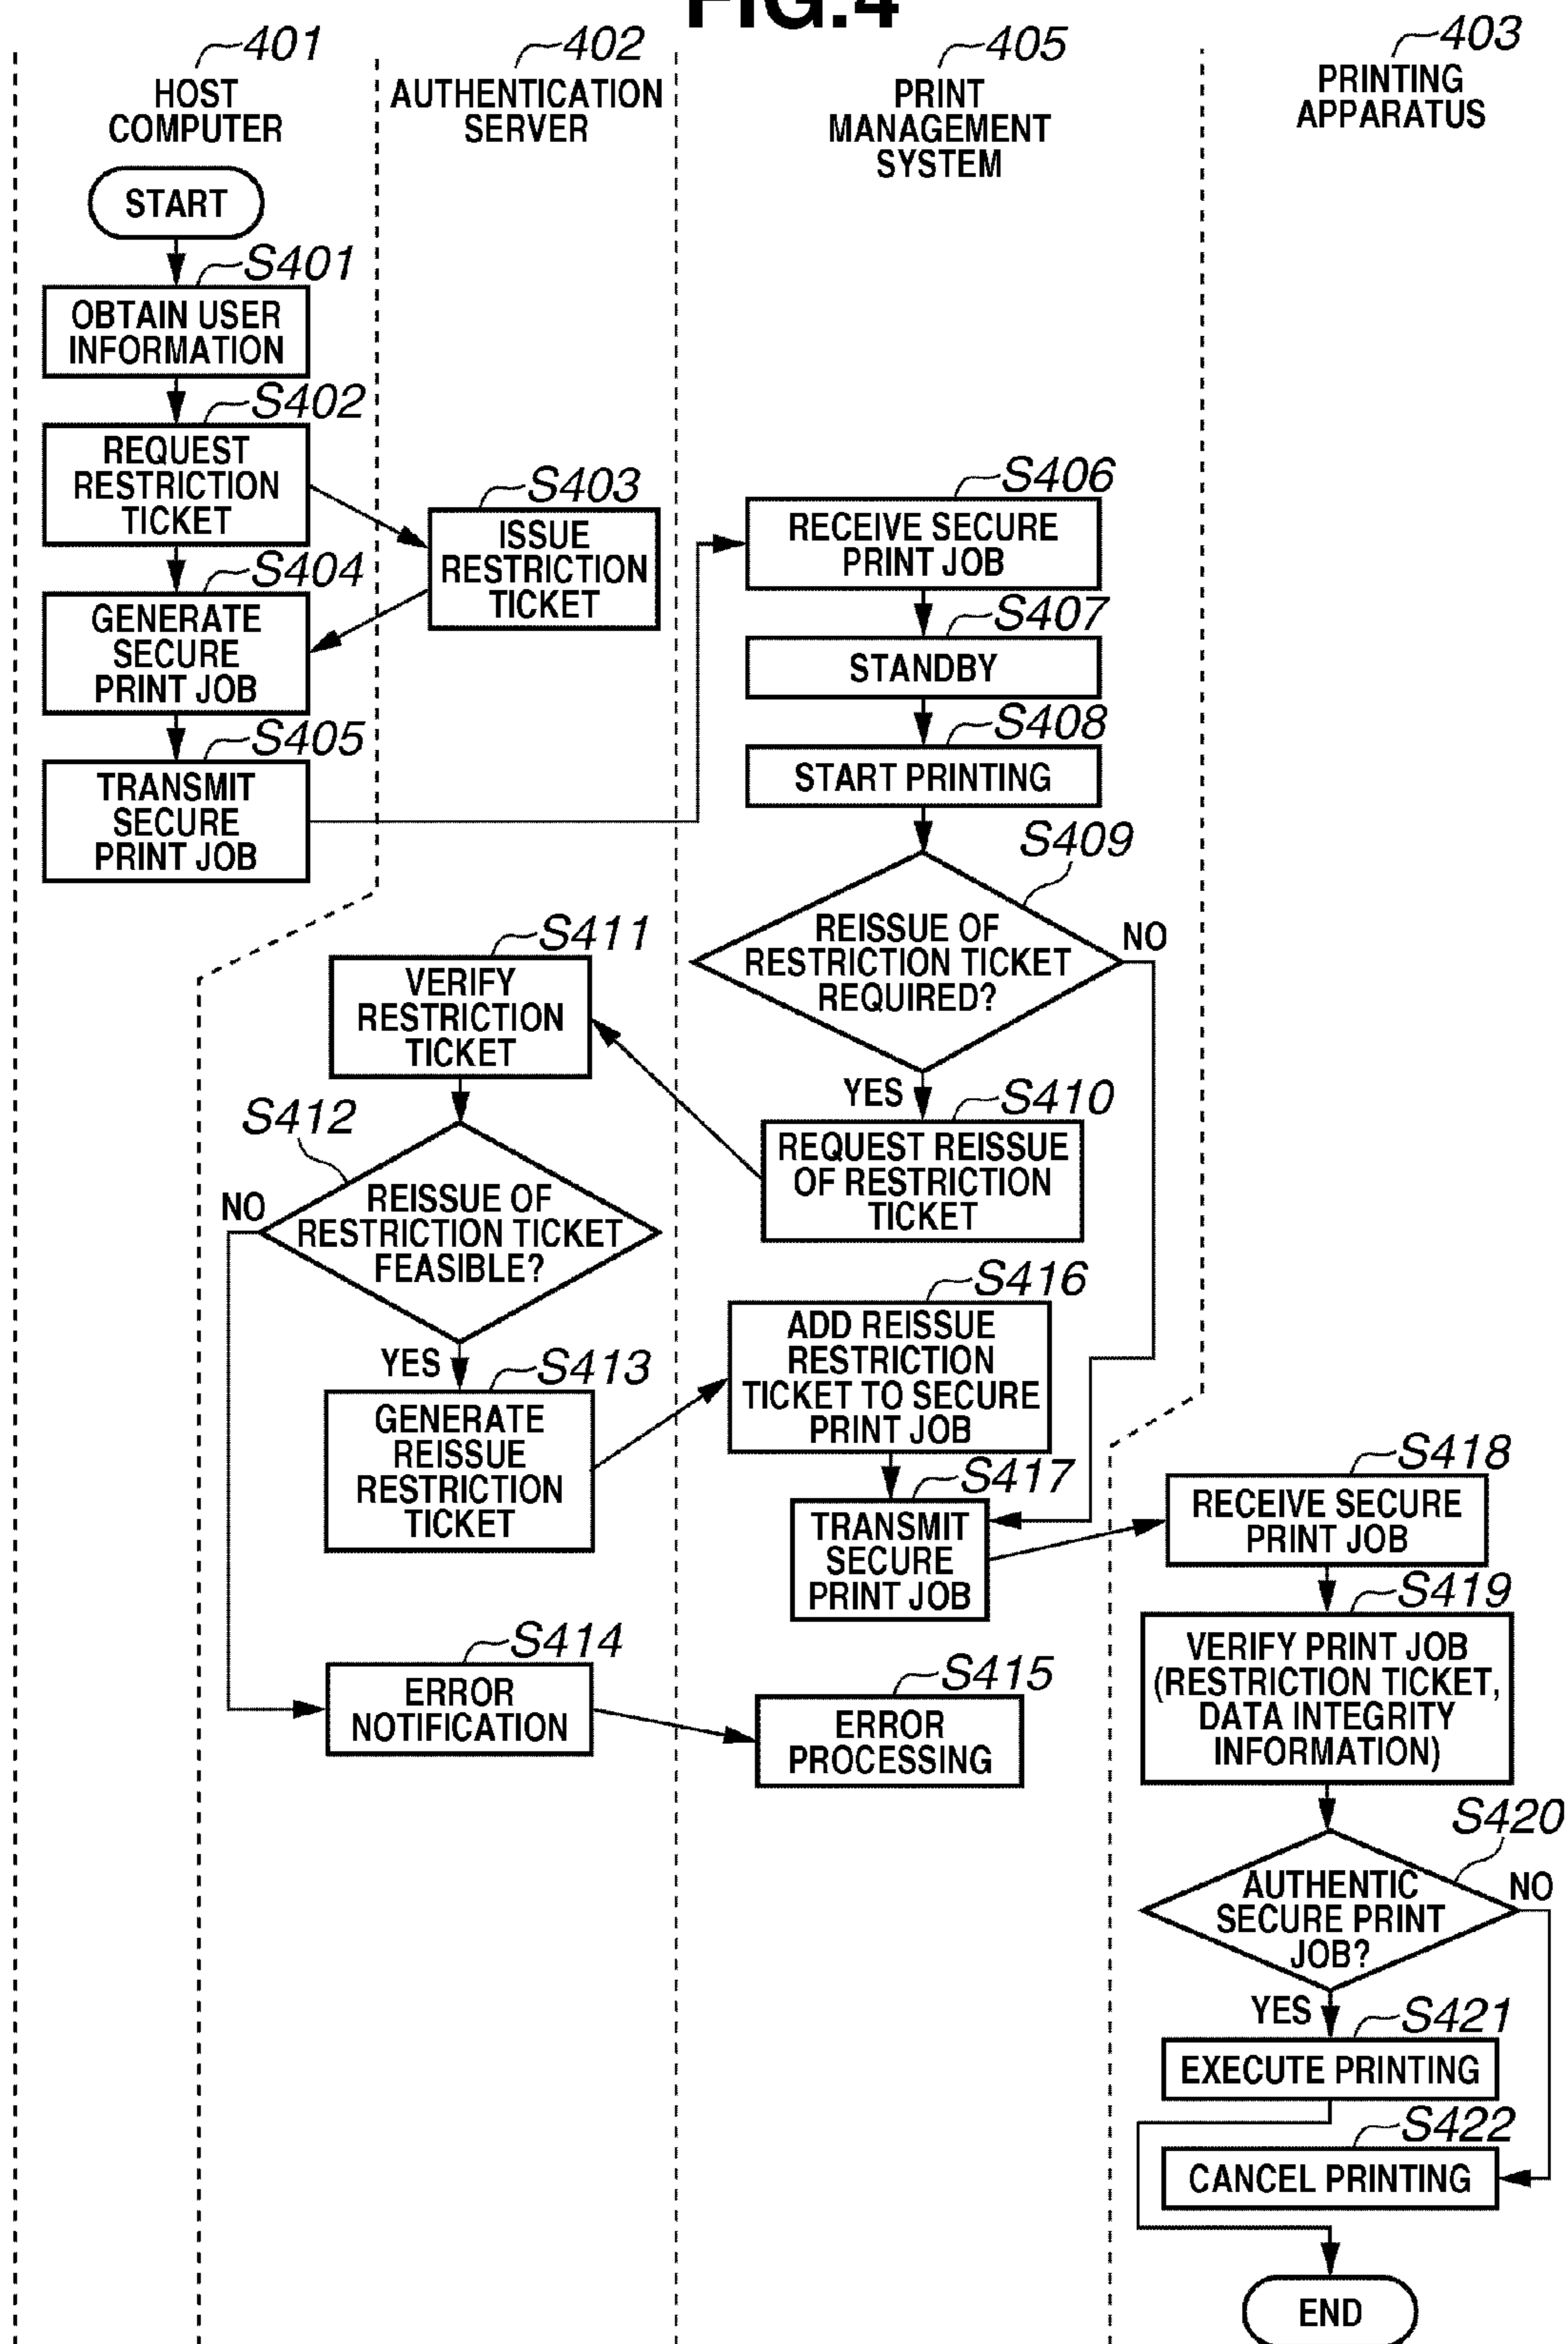 FIG.4
401
HOST
COMPUTER
402
AUTHENTICATION
SERVER
405
PRINT
MANAGEMENT
SYSTEM
403
PRINTING
APPARATUS
START
S401
OBTAIN USER
INFORMATION
S402
REQUEST
RESTRICTION
TICKET
S403
ISSUE
RESTRICTION
TICKET
S404
GENERATE
SECURE
PRINT JOB
S405
TRANSMIT
SECURE
PRINT JOB
S406
RECEIVE SECURE
PRINT JOB
S407
STANDBY
S408
START PRINTING
S409
REISSUE OF
RESTRICTION TICKET
REQUIRED?
NO
YES
S410
REQUEST REISSUE
OF RESTRICTION
TICKET
S411
VERIFY
RESTRICTION
TICKET
S412
REISSUE OF
RESTRICTION TICKET
FEASIBLE?
NO
YES
S413
GENERATE
REISSUE
RESTRICTION
TICKET
S416
ADD REISSUE
RESTRICTION
TICKET TO SECURE
PRINT JOB
S417
TRANSMIT
SECURE
PRINT JOB
S414
ERROR
NOTIFICATION
S415
ERROR
PROCESSING
S418
RECEIVE SECURE
PRINT JOB
S419
VERIFY PRINT JOB
(RESTRICTION TICKET,
DATA INTEGRITY
INFORMATION)
S420
AUTHENTIC
SECURE PRINT
JOB?
NO
YES
S421
EXECUTE PRINTING
S422
CANCEL PRINTING
END